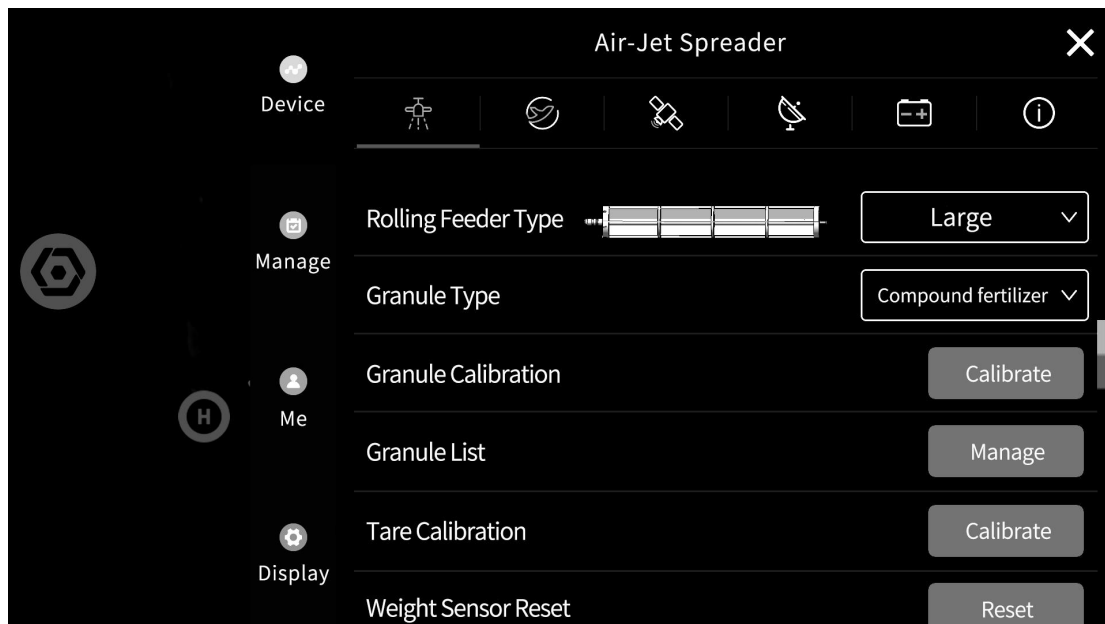 Air-Jet Spreader
Device
Manage
Me
Display
Rolling Feeder Type Large
Granule Type Compound fertilizer
Granule Calibration Calibrate
Granule List Manage
Tare Calibration Calibrate
Weight Sensor Reset Reset
H